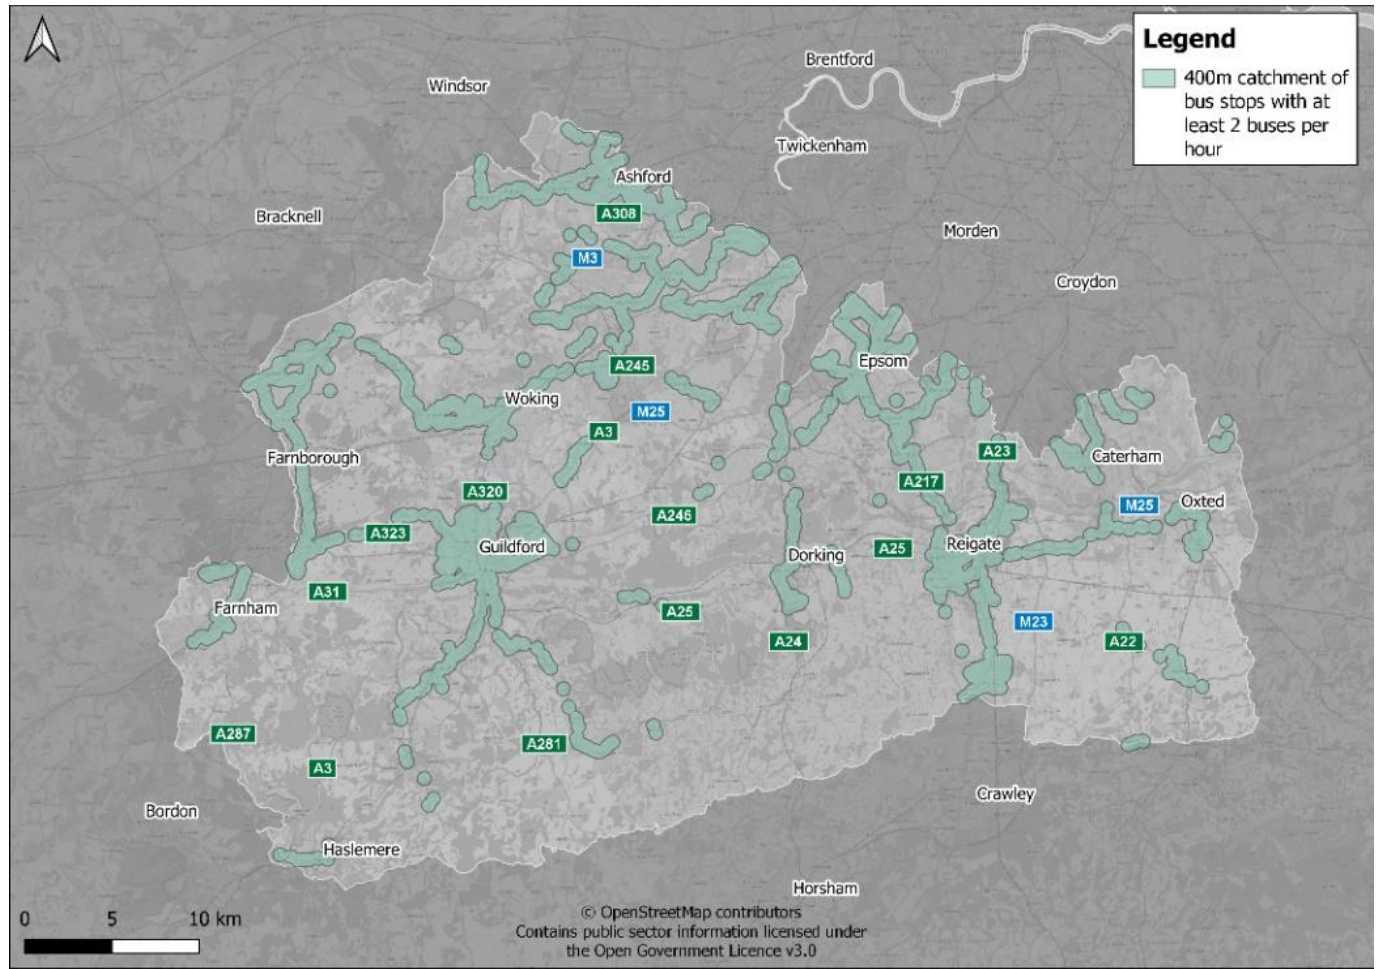 Legend
400m catchment of
bus stops with at
least 2 buses per
hour
Brentford
Windsor
Twickenham
Ashford
A308
Bracknell
Morden
M3
Croydon
Epsom
A245
Woking
M25
A3
Farnborough
A23
Caterham
A217
A320
Oxted
M25
A246
A323
Guildford
Reigate
A25
Dorking
A31
Farnham
A25
M23
A24
A22
A287
A281
A3
Crawley
Bordon
Haslemere
Horsham
0 5 10 km
© OpenStreetMap contributors
Contains public sector information licensed under
the Open Government Licence v3.0